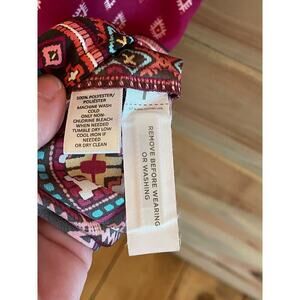 100% POLYESTER/
POLIÉSTER
MACHINE WASH
COLD
ONLY NON-
CHLORINE BLEACH
WHEN NEEDED
TUMBLE DRY LOW
COOL IRON IF
NEEDED
OR DRY CLEAN
REMOVE BEFORE WEARING
OR WASHING